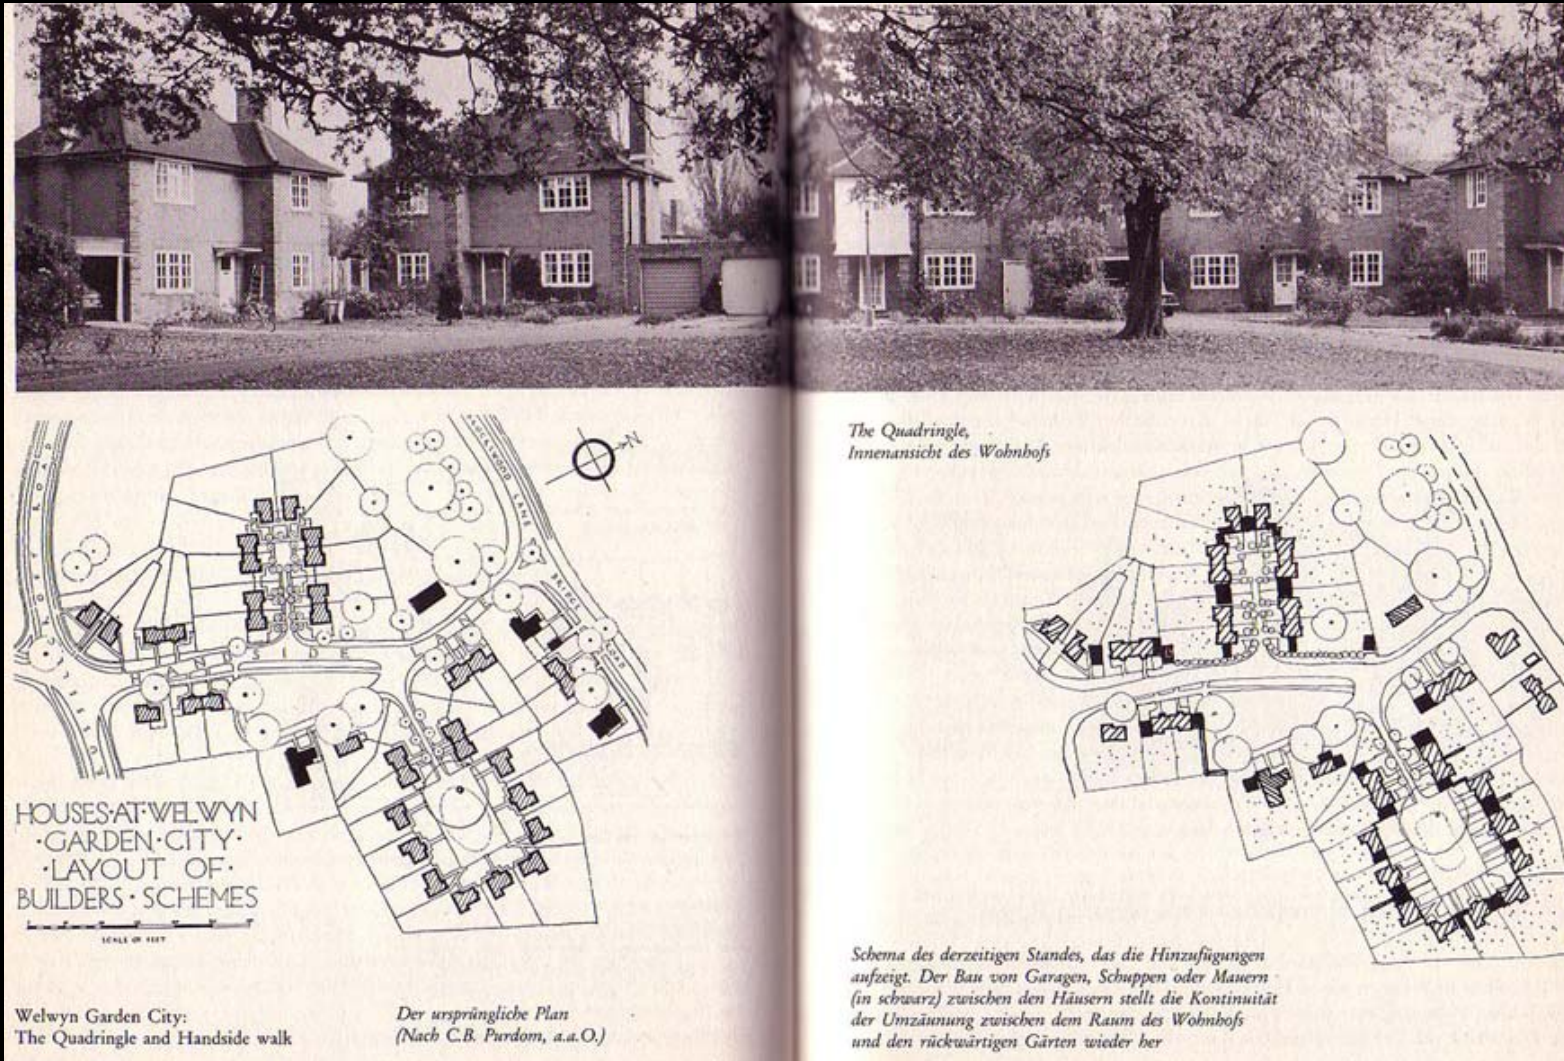 The Quadringle,
Innenansicht des Wohnhofs
N
HOUSES·AT·WELWYN
·GARDEN·CITY·
·LAYOUT OF·
BUILDERS·SCHEMES
SCALE OF FEET
Welwyn Garden City:
The Quadringle and Handside walk
Der ursprüngliche Plan
(Nach C.B. Purdom, a.a.O.)
Schema des derzeitigen Standes, das die Hinzufügungen
aufzeigt. Der Bau von Garagen, Schuppen oder Mauern
(in schwarz) zwischen den Häusern stellt die Kontinuität
der Umzäunung zwischen dem Raum des Wohnhofs
und den rückwärtigen Gärten wieder her